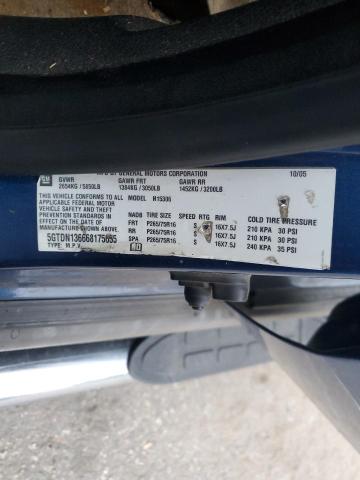 MFD BY GENERAL MOTORS CORPORATION 10/05
GM GVWR GAWR FRT GAWR RR
2654KG / 5850LB 1384KG / 3050LB 1452KG / 3200LB
THIS VEHICLE CONFORMS TO ALL
APPLICABLE FEDERAL MOTOR
VEHICLE SAFETY, BUMPER, AND THEFT
PREVENTION STANDARDS IN
EFFECT ON THE DATE OF
MANUFACTURE SHOWN ABOVE.
5GTDN136668175655
TYPE: M.P.V.
MODEL R15306
NADB TIRE SIZE SPEED RTG RIM COLD TIRE PRESSURE
FRT P265/75R16 S 16X7.5J 210 KPA 30 PSI
RR P265/75R16 S 16X7.5J 210 KPA 30 PSI
SPA P265/75R16 S 16X7.5J 240 KPA 35 PSI